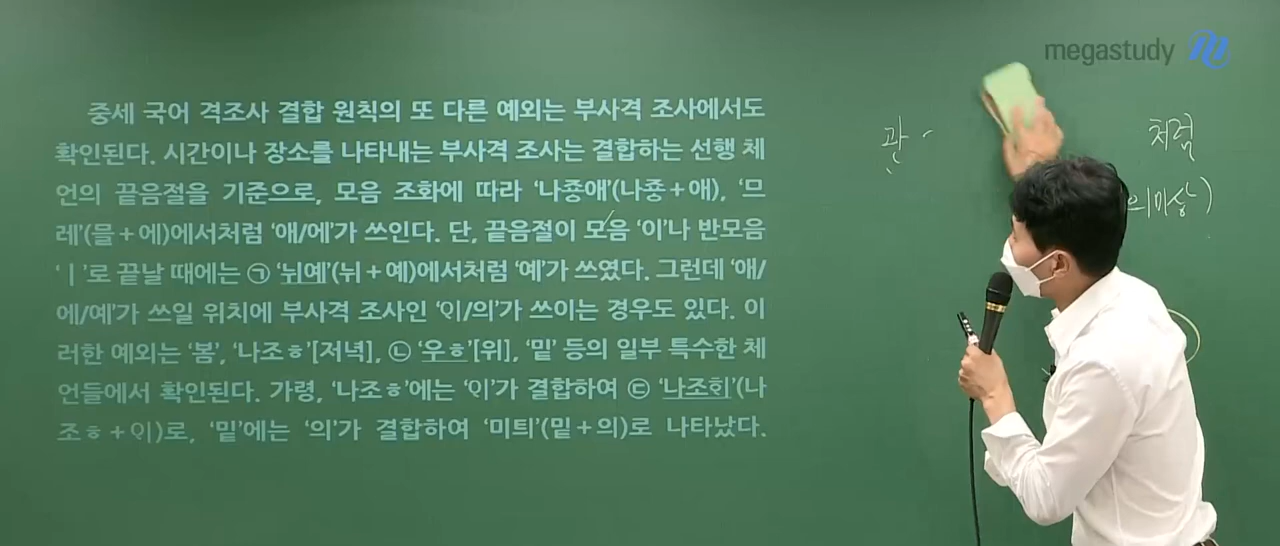 megastudy
중세 국어 격조사 결합 원칙의 또 다른 예외는 부사격 조사에서도
확인된다. 시간이나 장소를 나타내는 부사격 조사는 결합하는 선행 체
언의 끝음절을 기준으로, 모음 조화에 따라 ‘나죵애’(나죵+애), ‘므
레’(믈+에)에서처럼 ‘애/에’가 쓰인다. 단, 끝음절이 모음 ‘이’나 반모음
‘ㅣ’로 끝날 때에는 ㉠ ‘뉘예’(뉘+예)에서처럼 ‘예’가 쓰였다. 그런데 ‘애/
에/예’가 쓰일 위치에 부사격 조사인 ‘ᄋᆡ/의’가 쓰이는 경우도 있다. 이
러한 예외는 ‘봄’, ‘나조ㅎ’[저녁], ㉡ ‘우ㅎ’[위], ‘밑’ 등의 일부 특수한 체
언들에서 확인된다. 가령, ‘나조ㅎ’에는 ‘ᄋᆡ’가 결합하여 ㉢ ‘나조ᄒᆡ’(나
조ㅎ+ᄋᆡ)로, ‘밑’에는 ‘의’가 결합하여 ‘미틔’(밑+의)로 나타났다.
관
처럼
의미상)